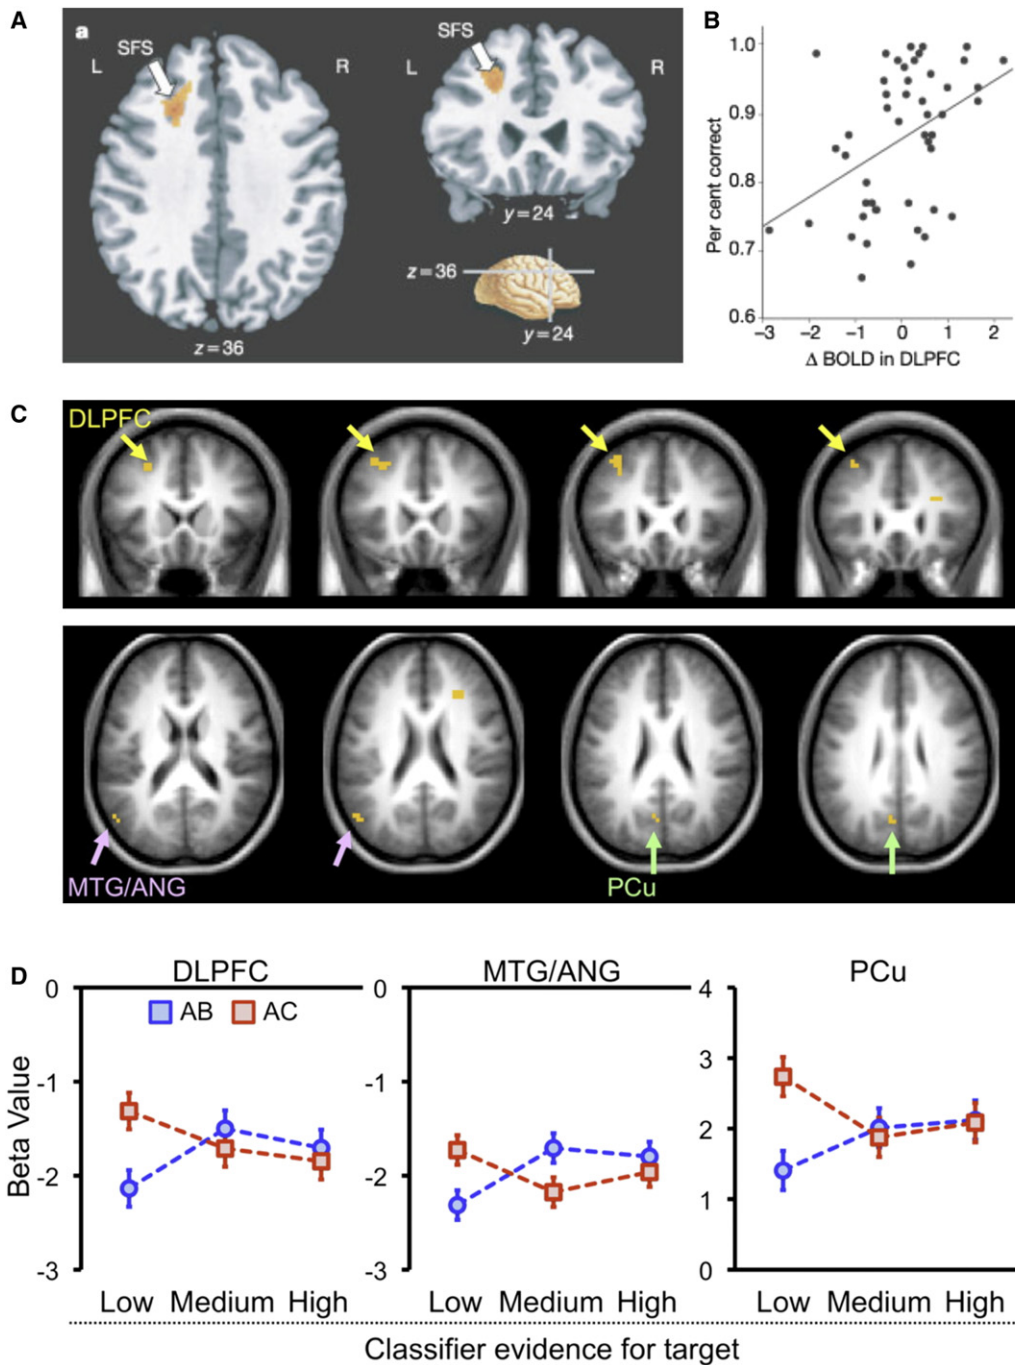 A
a
SFS
L
R
z=36
SFS
L
R
y=24
z=36
y=24
B
Per cent correct
1.0
0.9
0.8
0.7
0.6
−3 −2 −1 0 1 2
Δ BOLD in DLPFC
C
DLPFC
MTG/ANG
PCu
D
DLPFC
MTG/ANG
PCu
AB AC
Beta Value
0
-1
-2
-3
0
-1
-2
-3
4
3
2
1
0
Low Medium High
Low Medium High
Low Medium High
Classifier evidence for target